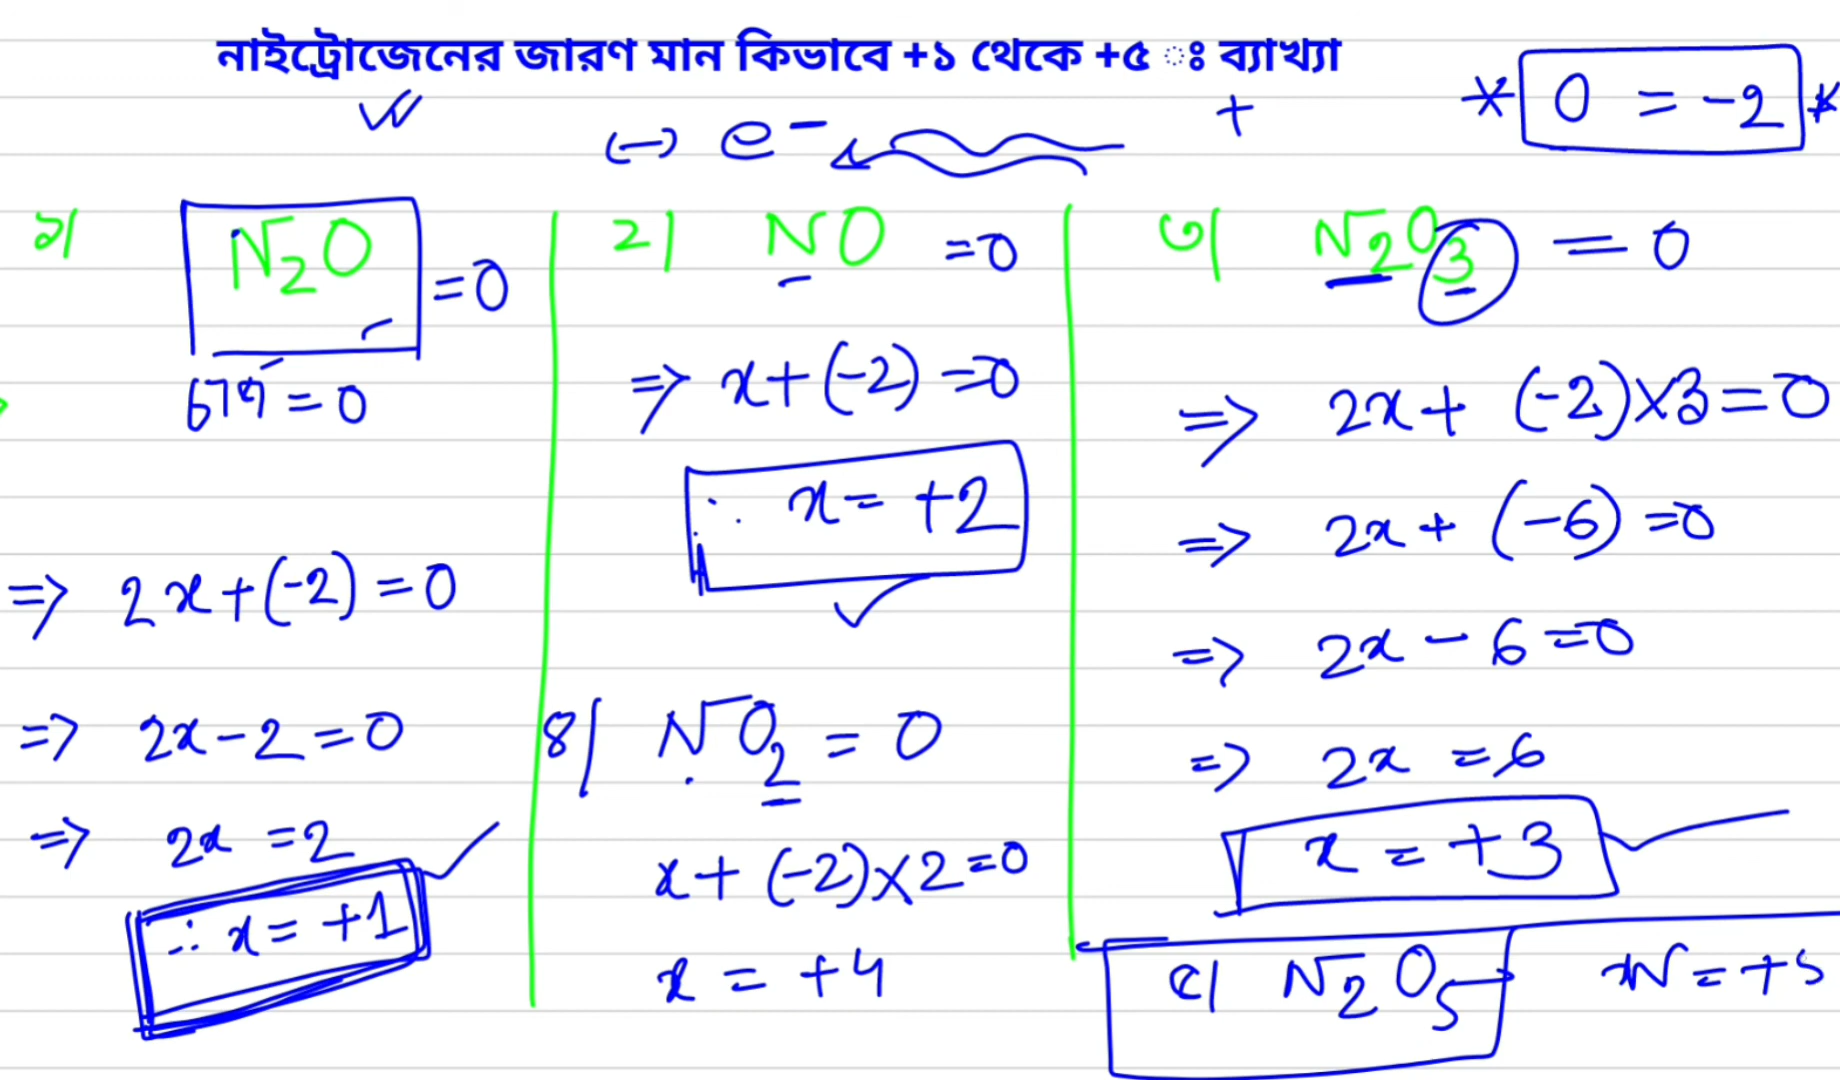 নাইট্রোজেনের জারণ মান কিভাবে +১ থেকে +৫ ঃ ব্যাখ্যা
* O = -2 *
(-) e⁻ +
১। N₂O = 0
⇒ 2x + (-2) = 0
⇒ 2x - 2 = 0
⇒ 2x = 2
∴ x = +1
২। NO = 0
⇒ x + (-2) = 0
∴ x = +2
৪। NO₂ = 0
x + (-2) × 2 = 0
x = +4
৩। N₂O₃ = 0
⇒ 2x + (-2) × 3 = 0
⇒ 2x + (-6) = 0
⇒ 2x - 6 = 0
⇒ 2x = 6
x = +3
৫। N₂O₅ N = +5